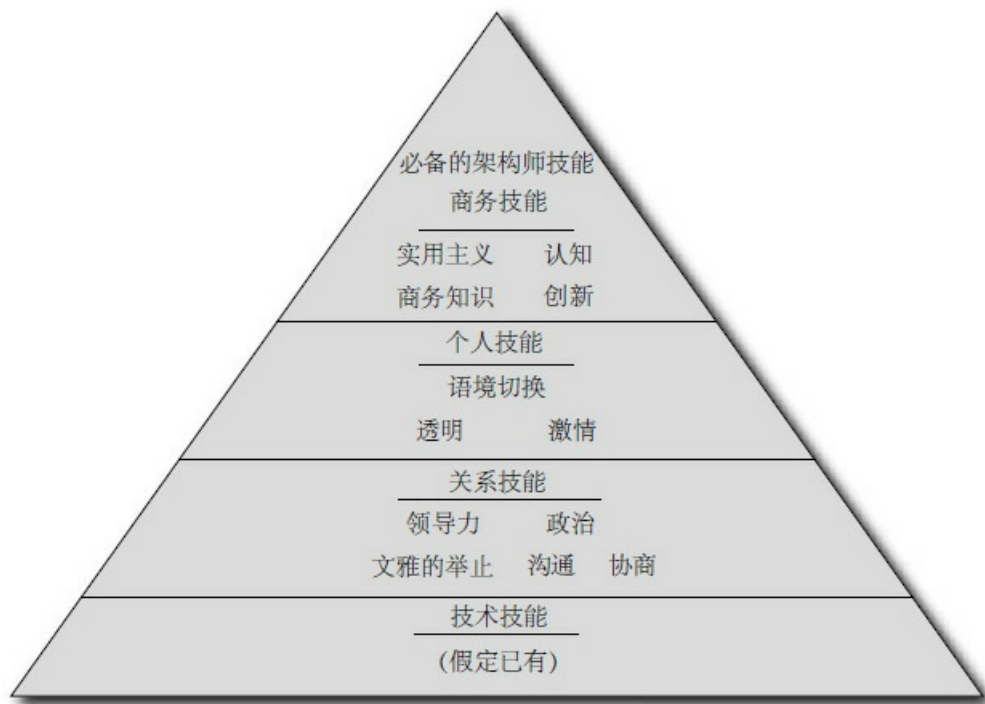 必备的架构师技能
商务技能
实用主义 认知
商务知识 创新
个人技能
语境切换
透明 激情
关系技能
领导力 政治
文雅的举止 沟通 协商
技术技能
(假定已有)